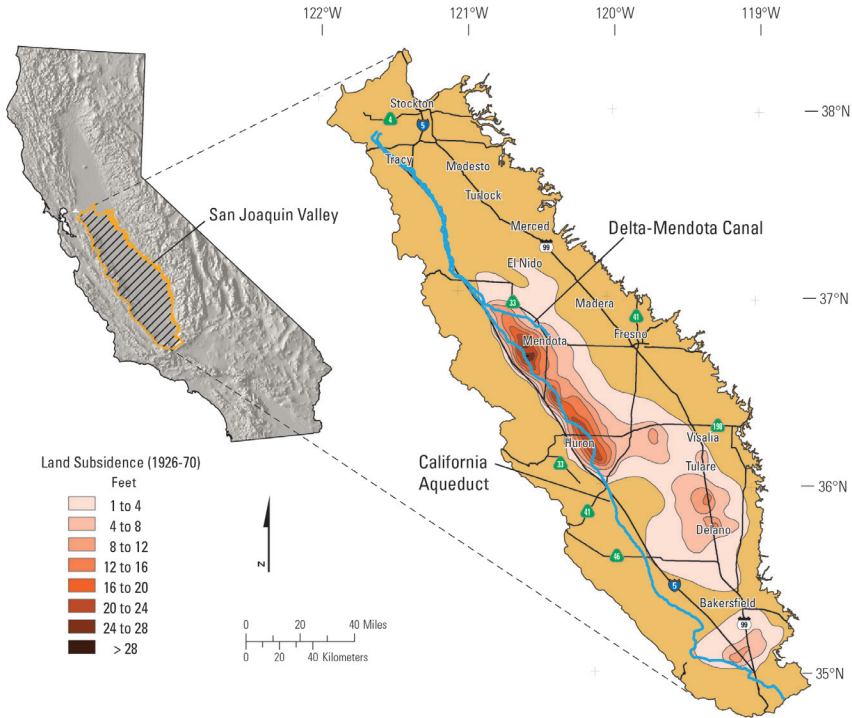 122°W
121°W
120°W
119°W
38°N
Stockton
4
5
Tracy
Modesto
Turlock
San Joaquin Valley
Merced
Delta-Mendota Canal
99
El Nido
37°N
33
Madera
41
Fresno
Mendota
198
Visalia
Huron
California
Aqueduct
33
Tulare
Land Subsidence (1926-70)
Feet
1 to 4
4 to 8
8 to 12
12 to 16
16 to 20
20 to 24
24 to 28
> 28
N
36°N
41
Delano
46
5
Bakersfield
99
0 20 40 Miles
0 20 40 Kilometers
35°N